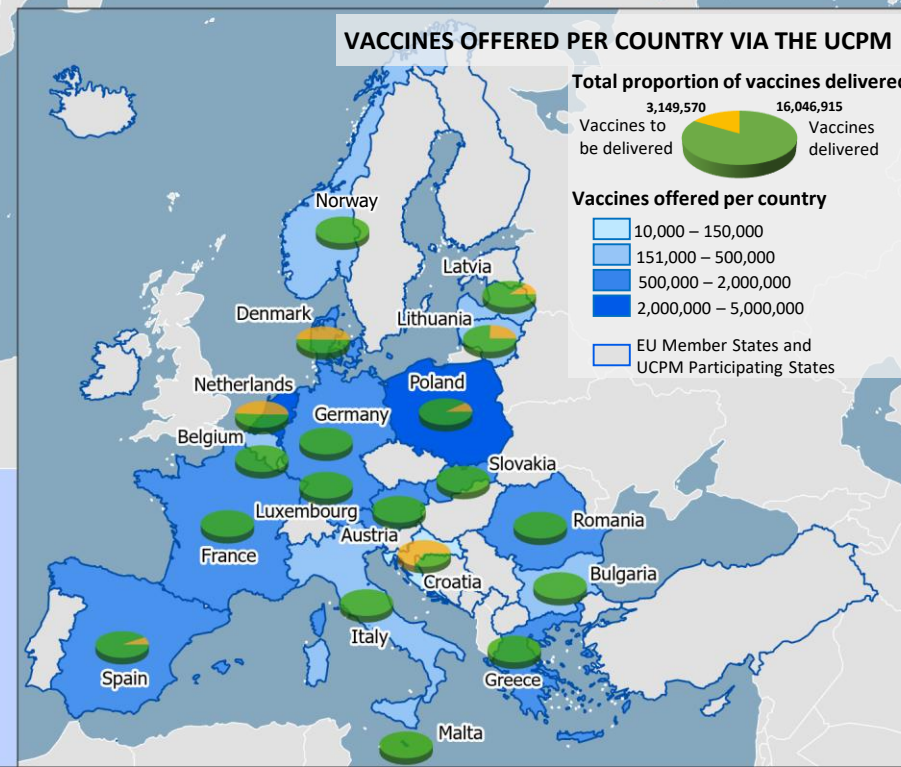 VACCINES OFFERED PER COUNTRY VIA THE UCPM
Total proportion of vaccines delivered
3,149,570
16,046,915
Vaccines to
be delivered
Vaccines
delivered
Vaccines offered per country
10,000 – 150,000
151,000 – 500,000
500,000 – 2,000,000
2,000,000 – 5,000,000
EU Member States and
UCPM Participating States
Norway
Latvia
Denmark
Lithuania
Netherlands
Poland
Germany
Belgium
Slovakia
Luxembourg
Romania
Austria
France
Bulgaria
Croatia
Italy
Spain
Greece
Malta